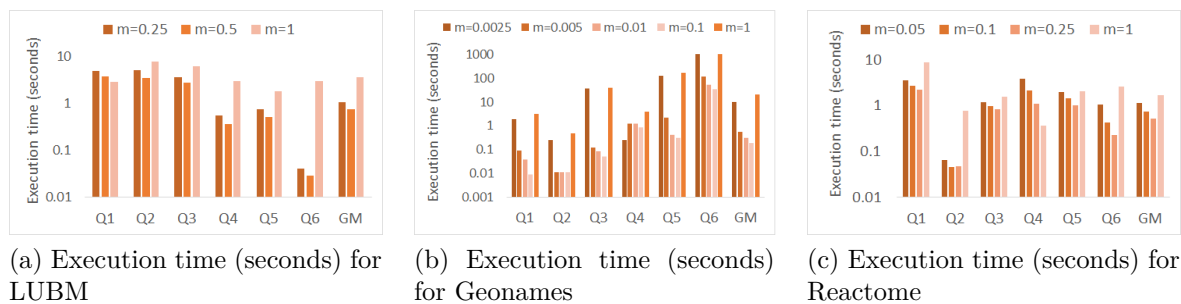 m=0.25 m=0.5 m=1
Execution time (seconds)
10
1
0.1
0.01
Q1 Q2 Q3 Q4 Q5 Q6 GM
(a) Execution time (seconds) for
LUBM
m=0.0025 m=0.005 m=0.01 m=0.1 m=1
Execution time (seconds)
1000
100
10
1
0.1
0.01
0.001
Q1 Q2 Q3 Q4 Q5 Q6 GM
(b) Execution time (seconds)
for Geonames
m=0.05 m=0.1 m=0.25 m=1
Execution time (seconds)
10
1
0.1
0.01
Q1 Q2 Q3 Q4 Q5 Q6 GM
(c) Execution time (seconds) for
Reactome